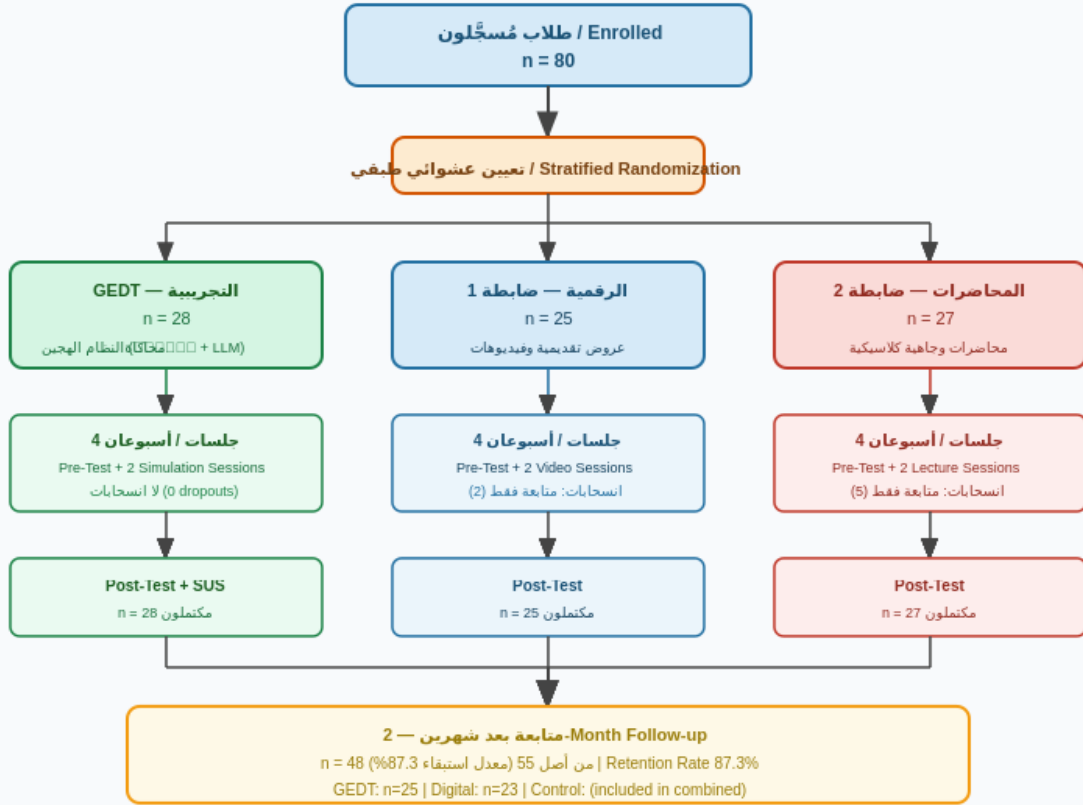 طلاب مُسجَّلون / Enrolled
n = 80
تعيين عشوائي طبقي / Stratified Randomization
التجريبية — GEDT
n = 28
النظام الهجين (محاكاة + LLM)
الرقمية — ضابطة 1
n = 25
عروض تقديمية وفيديوهات
المحاضرات — ضابطة 2
n = 27
محاضرات وجاهية كلاسيكية
4 جلسات / أسبوعان
Pre-Test + 2 Simulation Sessions
لا انسحابات (0 dropouts)
4 جلسات / أسبوعان
Pre-Test + 2 Video Sessions
انسحابات: متابعة فقط (2)
4 جلسات / أسبوعان
Pre-Test + 2 Lecture Sessions
انسحابات: متابعة فقط (5)
Post-Test + SUS
مكتملون n = 28
Post-Test
مكتملون n = 25
Post-Test
مكتملون n = 27
متابعة بعد شهرين — 2-Month Follow-up
n = 48 من أصل 55 (معدل استبقاء 87.3%) | Retention Rate 87.3%
GEDT: n=25 | Digital: n=23 | Control: (included in combined)